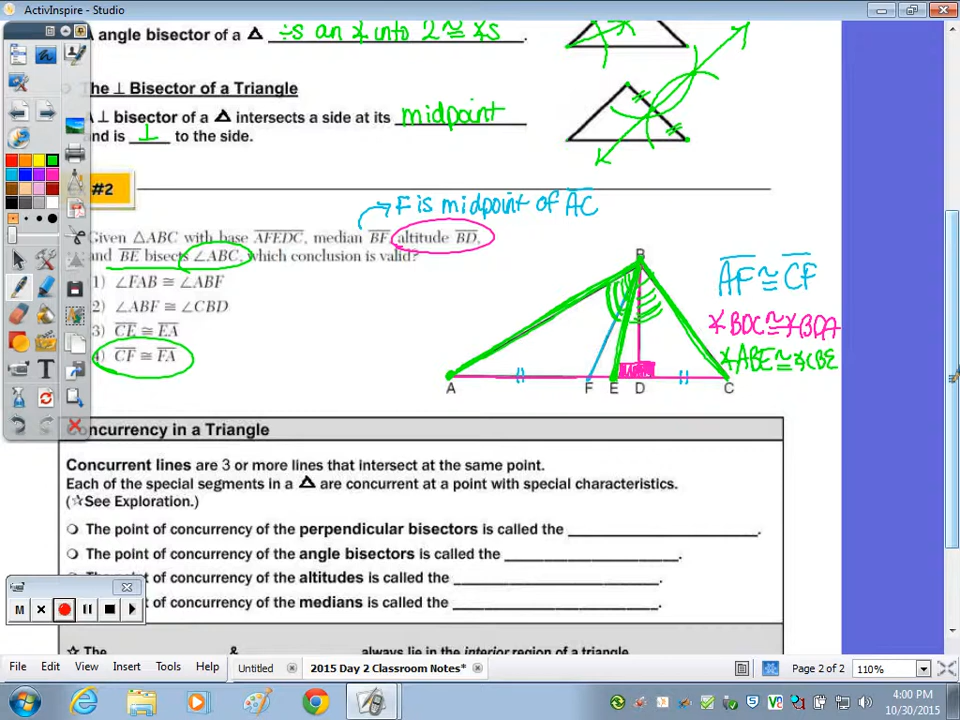 ActivInspire - Studio
A angle bisector of a △ ÷s an ∡ into 2 ≅ ∡s.
The ⊥ Bisector of a Triangle
⊥ bisector of a △ intersects a side at its midpoint
and is ⊥ to the side.
#2
F is midpoint of AC
Given △ABC with base AFEDC, median BF, altitude BD,
and BE bisects ∠ABC, which conclusion is valid?
1) ∠FAB ≅ ∠ABF
2) ∠ABF ≅ ∠CBD
3) CE ≅ EA
4) CF ≅ FA
B
A F E D C
AF ≅ CF
∡BDC ≅ ∡BDA
∡ABE ≅ ∡CBE
Concurrency in a Triangle
Concurrent lines are 3 or more lines that intersect at the same point.
Each of the special segments in a △ are concurrent at a point with special characteristics.
(☆See Exploration.)
❍ The point of concurrency of the perpendicular bisectors is called the ____________.
❍ The point of concurrency of the angle bisectors is called the ____________.
t of concurrency of the altitudes is called the ____________.
t of concurrency of the medians is called the ____________.
☆ The ____________ & ____________ always lie in the interior region of a triangle.
File Edit View Insert Tools Help Untitled 2015 Day 2 Classroom Notes* Page 2 of 2 110%
4:00 PM
10/30/2015